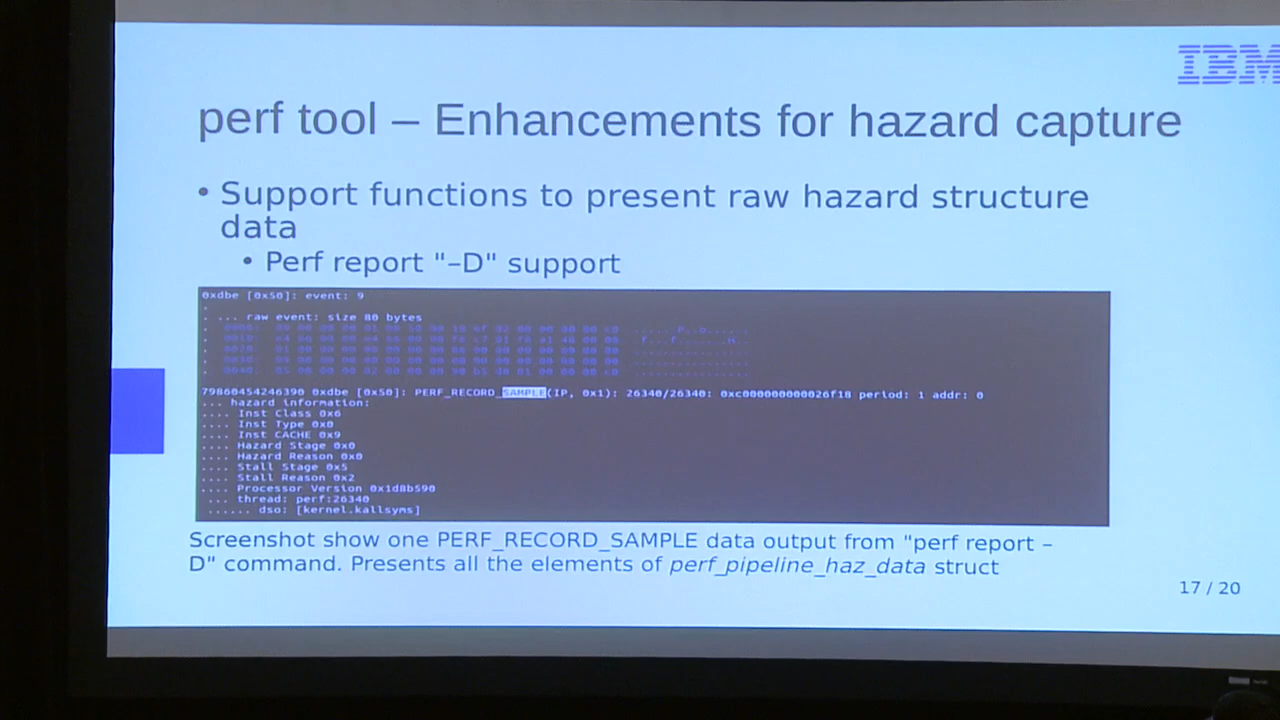 IBM
perf tool – Enhancements for hazard capture
• Support functions to present raw hazard structure
data
• Perf report "–D" support
0xdbe [0x50]: event: 9
.
. ... raw event: size 80 bytes
79860454246390 0xdbe [0x50]: PERF_RECORD_SAMPLE(IP, 0x1): 26340/26340: 0xc000000000026f18 period: 1 addr: 0
... hazard information:
.... Inst Class 0x6
.... Inst Type 0x0
.... Inst CACHE 0x9
.... Hazard Stage 0x0
.... Hazard Reason 0x0
.... Stall Stage 0x5
.... Stall Reason 0x2
.... Processor Version 0x1d8b590
... thread: perf:26340
...... dso: [kernel.kallsyms]
Screenshot show one PERF_RECORD_SAMPLE data output from "perf report –
D" command. Presents all the elements of perf_pipeline_haz_data struct
17 / 20